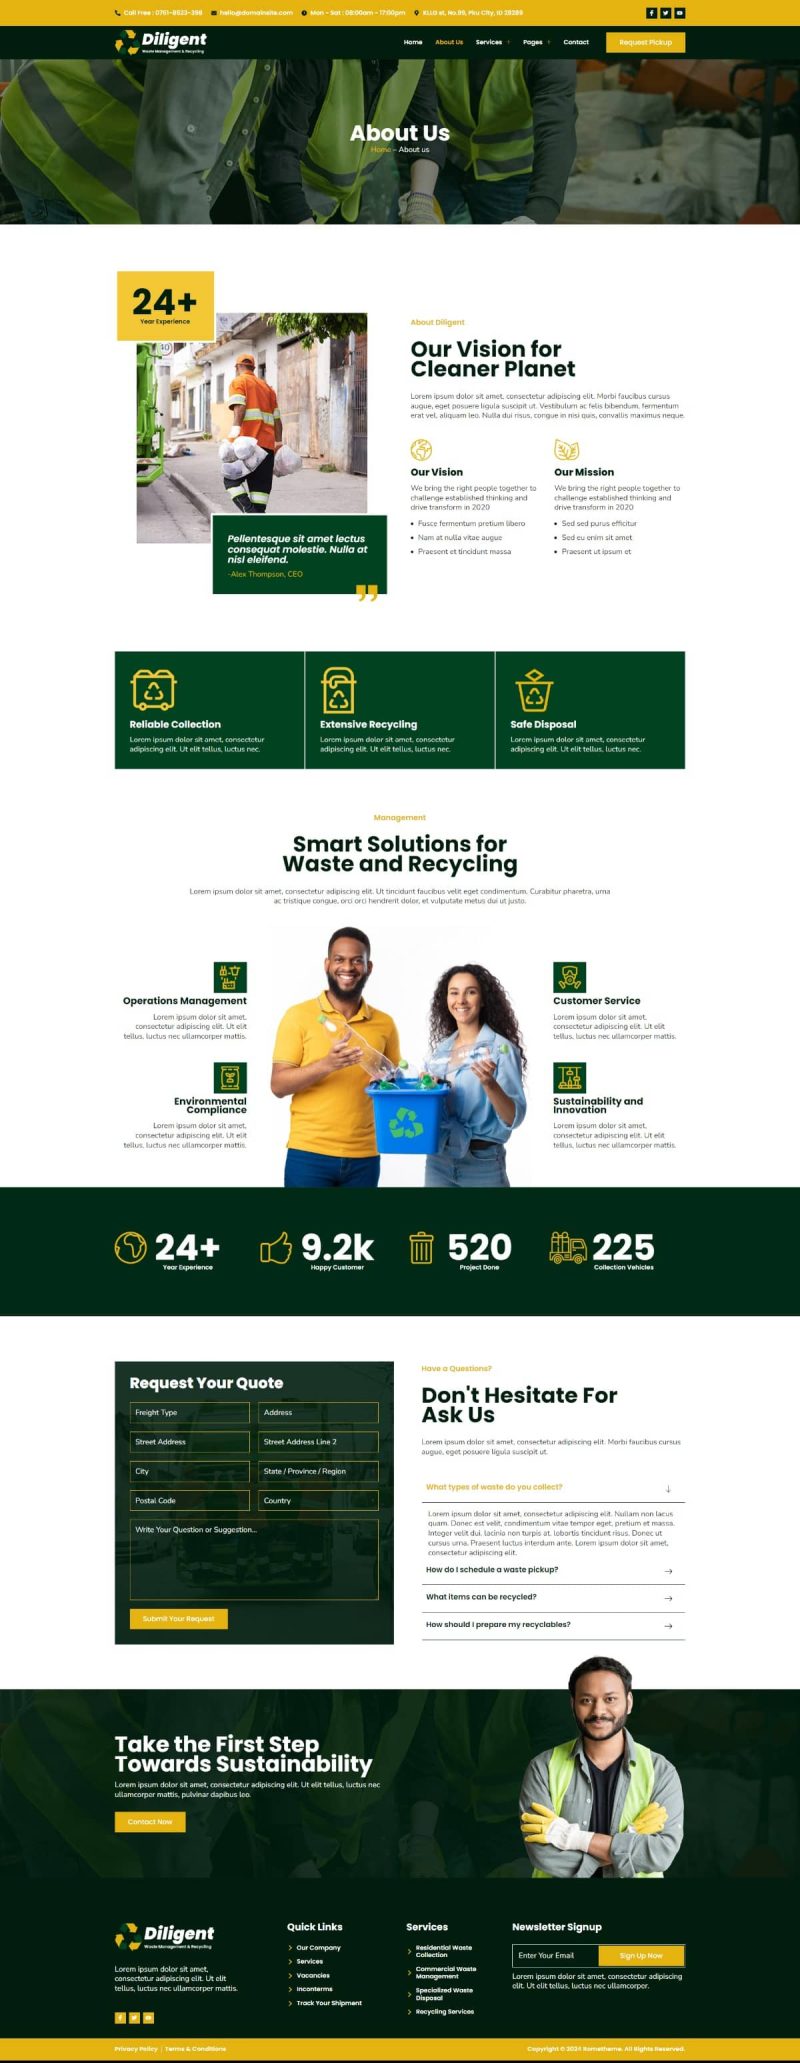 Call Free : 0761-8523-398
hello@domainsite.com
Mon - Sat : 08:00am - 17:00pm
KLLG st, No.99, Pku City, ID 28289
Diligent
Waste Management & Recycling
Home
About Us
Services
Pages
Contact
Request Pickup
About Us
Home – About us
24+
Year Experience
Pellentesque sit amet lectus
consequat molestie. Nulla at
nisl eleifend.
-Alex Thompson, CEO
About Diligent
Our Vision for
Cleaner Planet
Lorem ipsum dolor sit amet, consectetur adipiscing elit. Morbi faucibus cursus
augue, eget posuere ligula suscipit ut. Vestibulum ac felis bibendum, fermentum
erat vel, aliquam leo. Nulla dui risus, congue in nisi quis, convallis maximus neque.
Our Vision
We bring the right people together to
challenge established thinking and
drive transform in 2020
Fusce fermentum pretium libero
Nam at nulla vitae augue
Praesent et tincidunt massa
Our Mission
We bring the right people together to
challenge established thinking and
drive transform in 2020
Sed sed purus efficitur
Sed eu enim sit amet
Praesent ut ipsum et
Reliable Collection
Lorem ipsum dolor sit amet, consectetur
adipiscing elit. Ut elit tellus, luctus nec.
Extensive Recycling
Lorem ipsum dolor sit amet, consectetur
adipiscing elit. Ut elit tellus, luctus nec.
Safe Disposal
Lorem ipsum dolor sit amet, consectetur
adipiscing elit. Ut elit tellus, luctus nec.
Management
Smart Solutions for
Waste and Recycling
Lorem ipsum dolor sit amet, consectetur adipiscing elit. Ut tincidunt faucibus velit eget condimentum. Curabitur pharetra, urna
ac tristique congue, orci orci hendrerit dolor, et vulputate metus dui ut justo.
Operations Management
Lorem ipsum dolor sit amet,
consectetur adipiscing elit. Ut elit
tellus, luctus nec ullamcorper mattis.
Environmental
Compliance
Lorem ipsum dolor sit amet,
consectetur adipiscing elit. Ut elit
tellus, luctus nec ullamcorper mattis.
Customer Service
Lorem ipsum dolor sit amet,
consectetur adipiscing elit. Ut elit
tellus, luctus nec ullamcorper mattis.
Sustainability and
Innovation
Lorem ipsum dolor sit amet,
consectetur adipiscing elit. Ut elit
tellus, luctus nec ullamcorper mattis.
24+
Year Experience
9.2k
Happy Customer
520
Project Done
225
Collection Vehicles
Request Your Quote
Freight Type
Address
Street Address
Street Address Line 2
City
State / Province / Region
Postal Code
Country
Write Your Question or Suggestion...
Submit Your Request
Have a Questions?
Don't Hesitate For
Ask Us
Lorem ipsum dolor sit amet, consectetur adipiscing elit. Morbi faucibus cursus
augue, eget posuere ligula suscipit ut.
What types of waste do you collect?
Lorem ipsum dolor sit amet, consectetur adipiscing elit. Nullam non lacus
quam. Donec est velit, condimentum vitae tempor eget, pretium et massa.
Integer velit dui, lacinia non turpis at, lobortis tincidunt risus. Donec ut
cursus urna. Praesent luctus interdum ante. Lorem ipsum dolor sit amet,
consectetur adipiscing elit.
How do I schedule a waste pickup?
What items can be recycled?
How should I prepare my recyclables?
Take the First Step
Towards Sustainability
Lorem ipsum dolor sit amet, consectetur adipiscing elit. Ut elit tellus, luctus nec
ullamcorper mattis, pulvinar dapibus leo.
Contact Now
Diligent
Waste Management & Recycling
Lorem ipsum dolor sit amet,
consectetur adipiscing elit. Ut elit
tellus, luctus nec ullamcorper mattis.
Quick Links
Our Company
Services
Vacancies
Inconterms
Track Your Shipment
Services
Residential Waste
Collection
Commercial Waste
Management
Specialized Waste
Disposal
Recycling Services
Newsletter Signup
Enter Your Email
Sign Up Now
Lorem ipsum dolor sit amet, consectetur adipiscing
elit. Ut elit tellus, luctus nec ullamcorper.
Privacy Policy | Terms & Conditions
Copyright © 2024 Rometheme. All Rights Reserved.